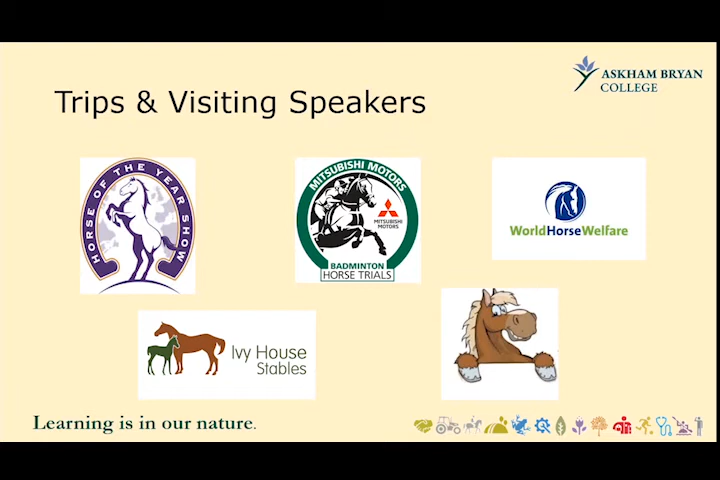 ASKHAM BRYAN
COLLEGE
Trips & Visiting Speakers
HORSE OF THE YEAR SHOW
MITSUBISHI MOTORS
MITSUBISHI
MOTORS
BADMINTON
HORSE TRIALS
WorldHorseWelfare
Ivy House
Stables
Learning is in our nature.